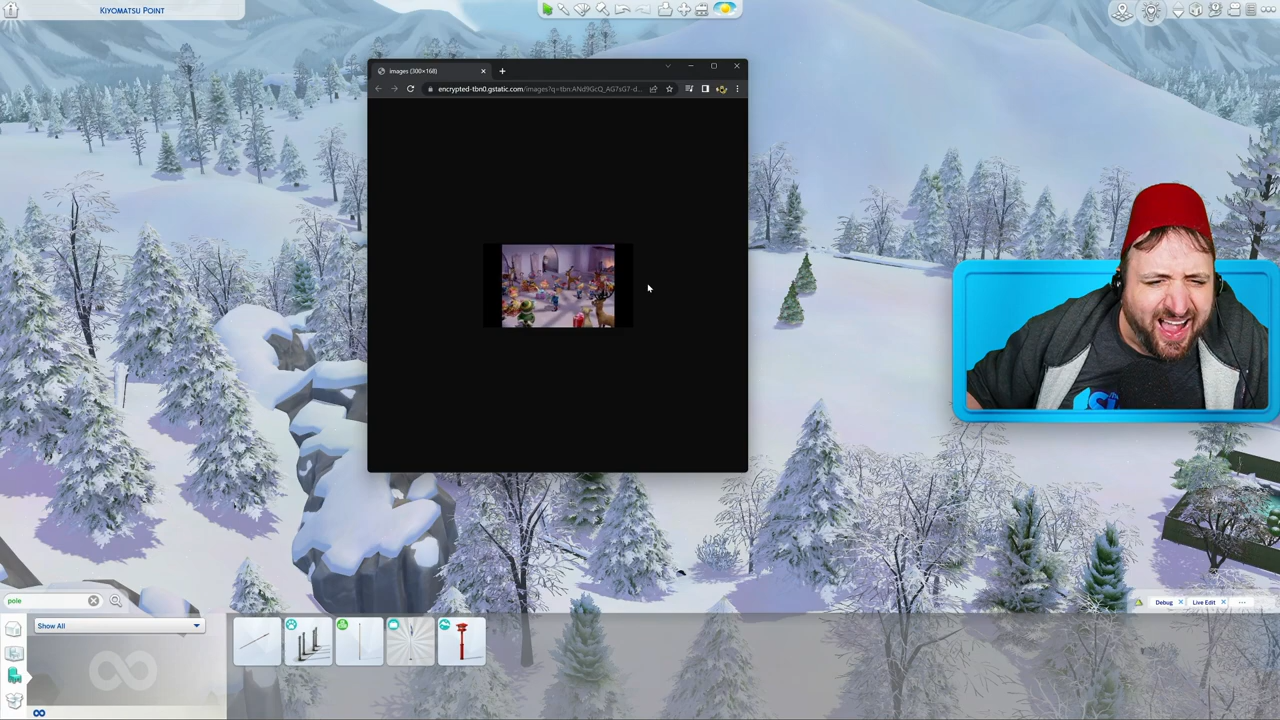 Kiyomatsu Point
images (300×168)
encrypted-tbn0.gstatic.com/images?q=tbn:ANd9GcQ_AG7sG7-d...
pole
Debug
Live Edit
Show All